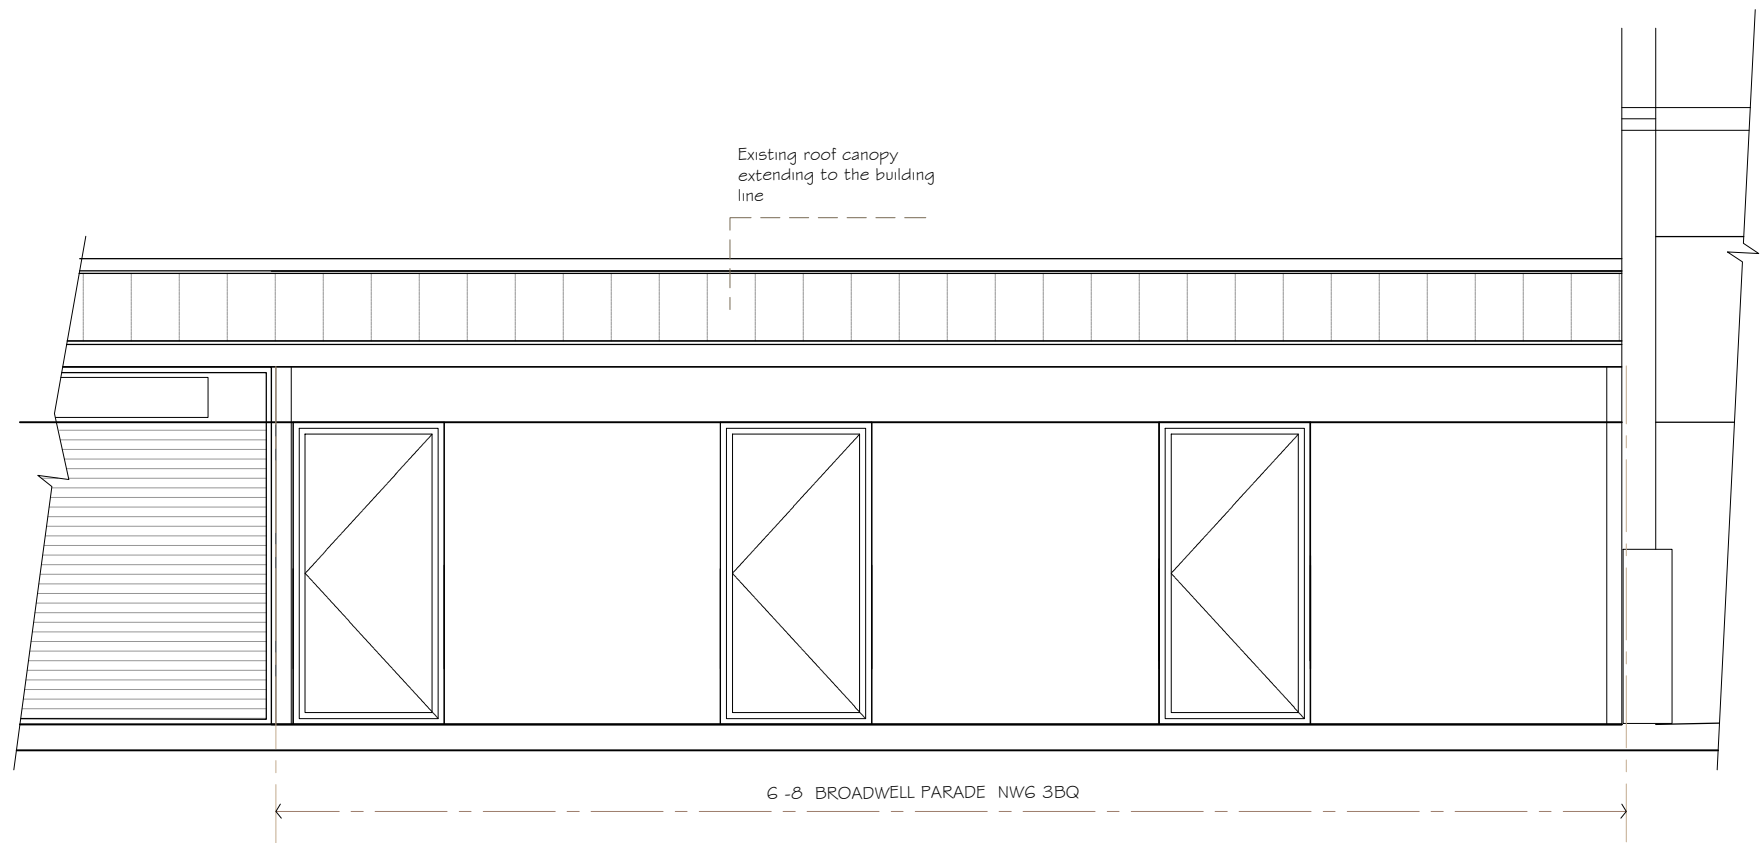 Existing roof canopy
extending to the building
line
6 -8 BROADWELL PARADE NW6 3BQ